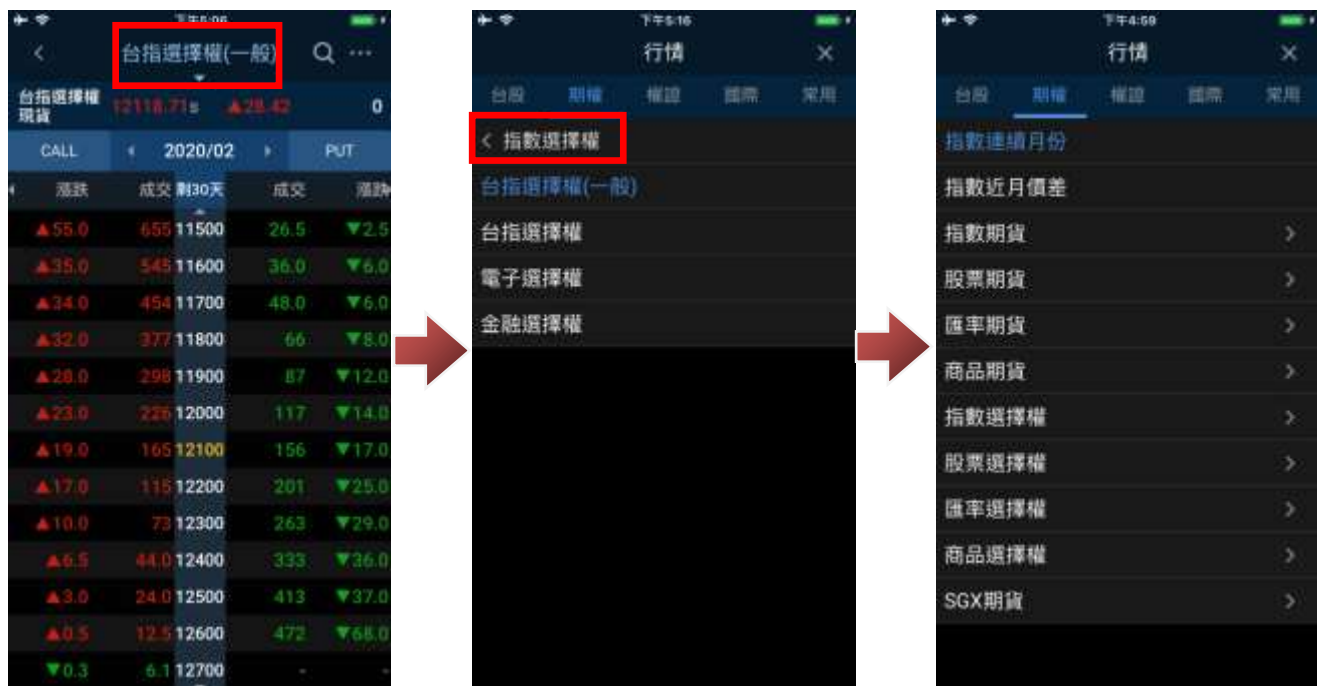 下午5:06
台指選擇權(一般)
台指選擇權
現貨
12118.71s ▲28.42 0
CALL 2020/02 PUT
漲跌 成交 剩30天 成交 漲跌
▲55.0 655 11500 26.5 ▼2.5
▲35.0 545 11600 36.0 ▼6.0
▲34.0 454 11700 48.0 ▼6.0
▲32.0 377 11800 66 ▼8.0
▲28.0 298 11900 87 ▼12.0
▲23.0 226 12000 117 ▼14.0
▲19.0 165 12100 156 ▼17.0
▲17.0 115 12200 201 ▼25.0
▲10.0 73 12300 263 ▼29.0
▲6.5 44.0 12400 333 ▼36.0
▲3.0 24.0 12500 413 ▼37.0
▲0.5 12.5 12600 472 ▼68.0
▼0.3 6.1 12700 - -
下午5:16
行情
台股 期權 權證 國際 常用
指數選擇權
台指選擇權(一般)
台指選擇權
電子選擇權
金融選擇權
下午4:59
行情
台股 期權 權證 國際 常用
指數連續月份
指數近月價差
指數期貨
股票期貨
匯率期貨
商品期貨
指數選擇權
股票選擇權
匯率選擇權
商品選擇權
SGX期貨